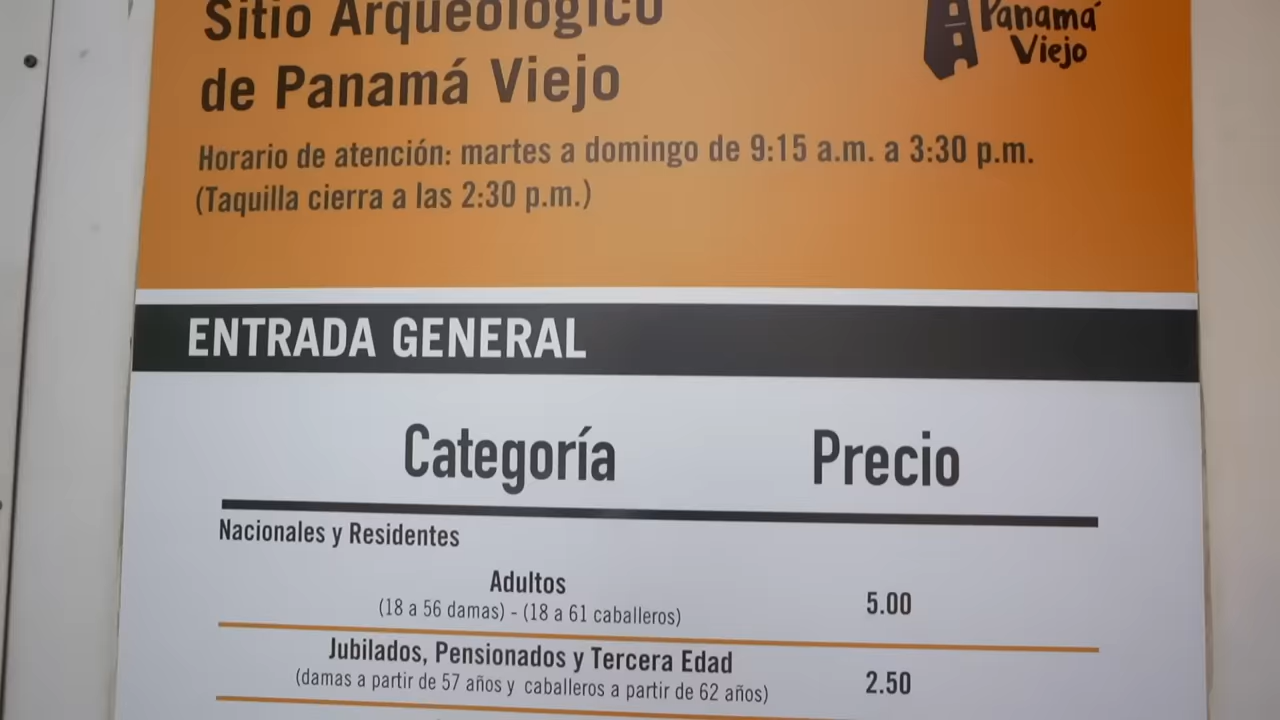 Sitio Arqueológico
de Panamá Viejo
Panamá
Viejo
Horario de atención: martes a domingo de 9:15 a.m. a 3:30 p.m.
(Taquilla cierra a las 2:30 p.m.)
ENTRADA GENERAL
Categoría Precio
Nacionales y Residentes
Adultos
(18 a 56 damas) - (18 a 61 caballeros) 5.00
Jubilados, Pensionados y Tercera Edad
(damas a partir de 57 años y caballeros a partir de 62 años) 2.50